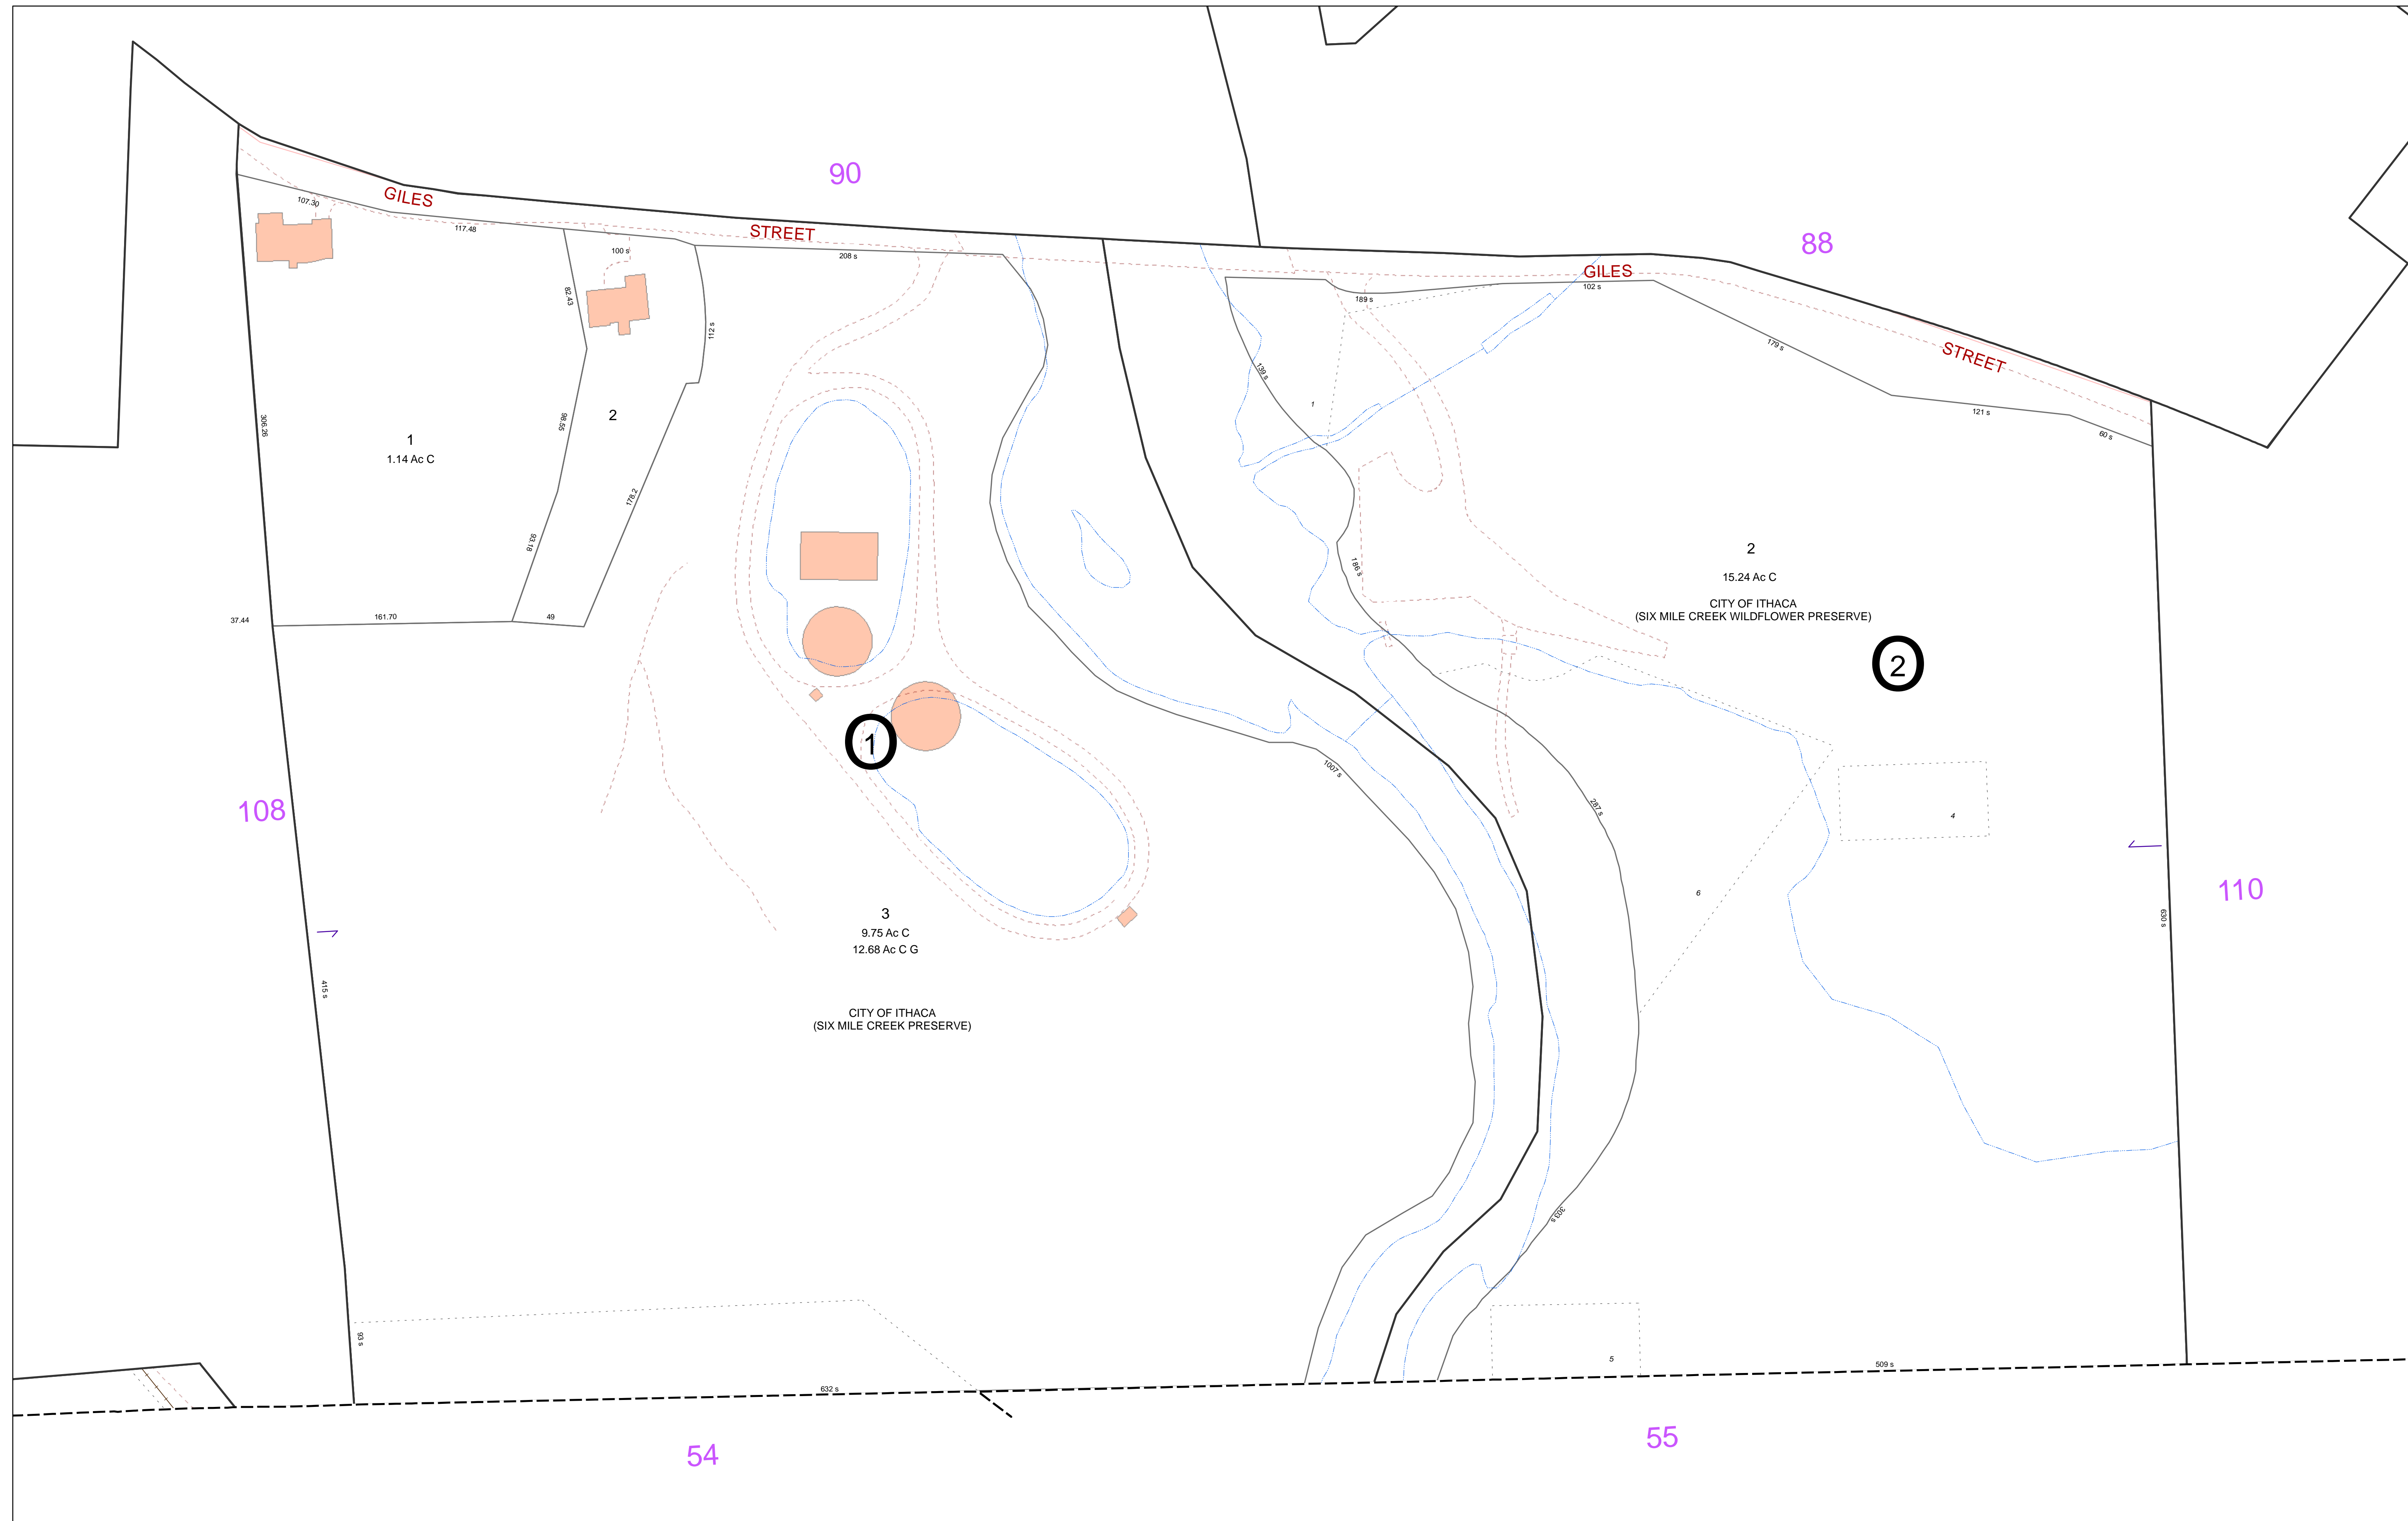 90
88
GILES
STREET
GILES
STREET
107.30
117.48
100 s
208 s
189 s
102 s
179 s
121 s
60 s
82.43
112 s
139 s
1
306.26
98.55
2
1
1.14 Ac C
178.2
93.18
186 s
2
15.24 Ac C
CITY OF ITHACA
(SIX MILE CREEK WILDFLOWER PRESERVE)
2
37.44
161.70
49
1
1007 s
108
287 s
4
110
6
630 s
3
9.75 Ac C
12.68 Ac C G
415 s
CITY OF ITHACA
(SIX MILE CREEK PRESERVE)
303 s
93 s
5
509 s
632 s
54
55